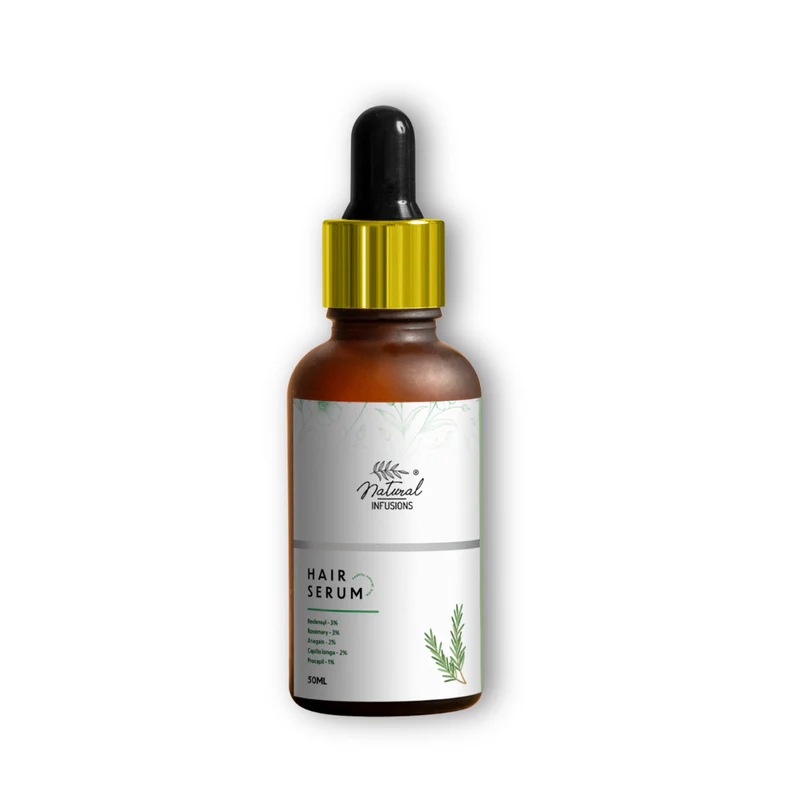 ®
Natural
INFUSIONS
HAIR
SERUM
Redensyl - 3%
Rosemary - 3%
Anagain - 2%
Capilia longa - 2%
Procapil - 1%
50ML